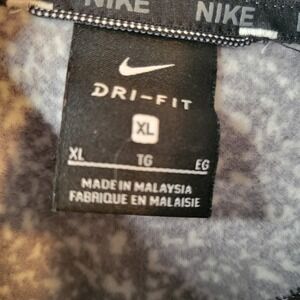 NIKE NIKE
DRI-FIT
XL
XL TG EG
MADE IN MALAYSIA
FABRIQUE EN MALAISIE